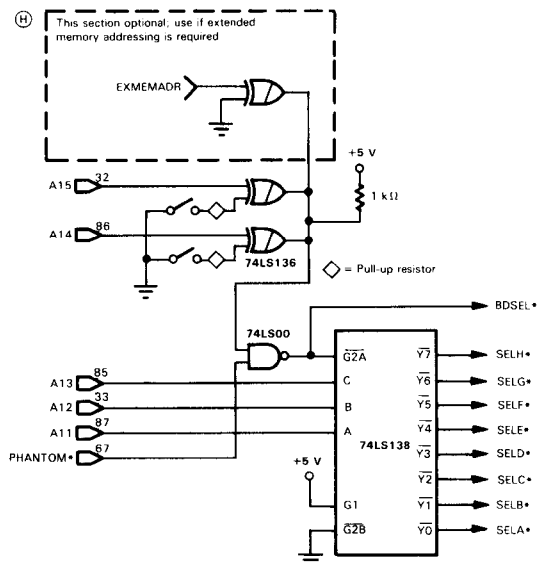 Ⓗ This section optional; use if extended
memory addressing is required
EXMEMADR
+5 V
1 kΩ
A15 32
A14 86
74LS136
◇ = Pull-up resistor
BDSEL*
74LS00
G2A Y7 SELH*
A13 85 C Y6 SELG*
A12 33 B Y5 SELF*
A11 87 A Y4 SELE*
74LS138
PHANTOM* 67 Y3 SELD*
+5 V
Y2 SELC*
G1 Y1 SELB*
G2B Y0 SELA*